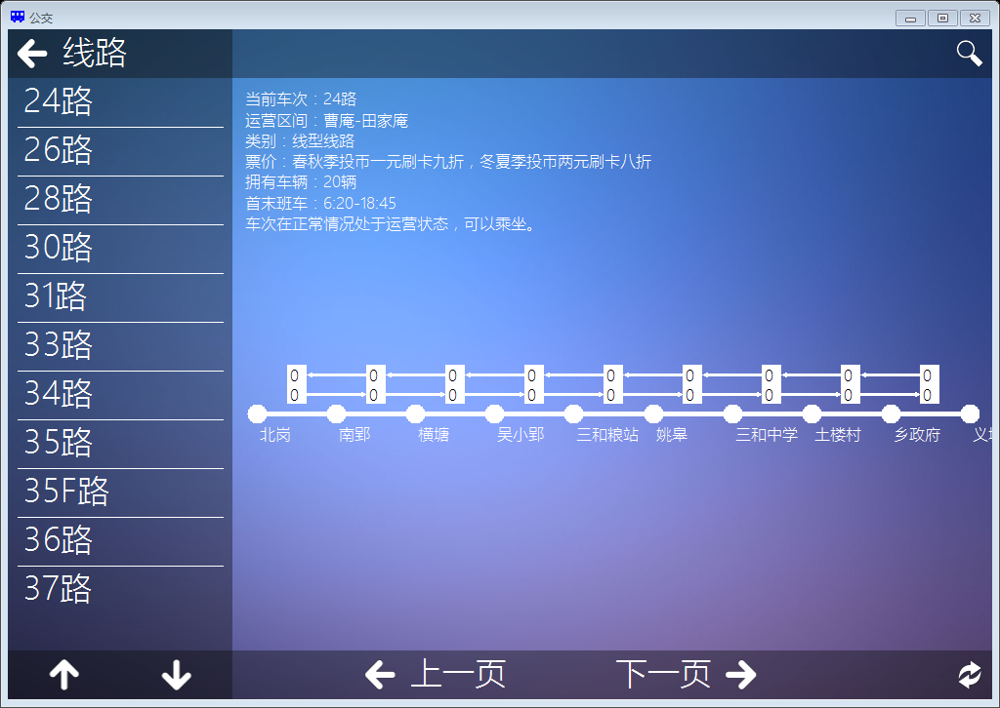 公交
线路
24路
26路
28路
30路
31路
33路
34路
35路
35F路
36路
37路
当前车次：24路
运营区间：曹庵-田家庵
类别：线型线路
票价：春秋季投币一元刷卡九折，冬夏季投币两元刷卡八折
拥有车辆：20辆
首末班车：6:20-18:45
车次在正常情况处于运营状态，可以乘坐。
0 0 0 0 0 0 0 0 0
0 0 0 0 0 0 0 0 0
北岗 南郢 横塘 吴小郢 三和粮站 姚皋 三和中学 土楼村 乡政府 义
上一页 下一页